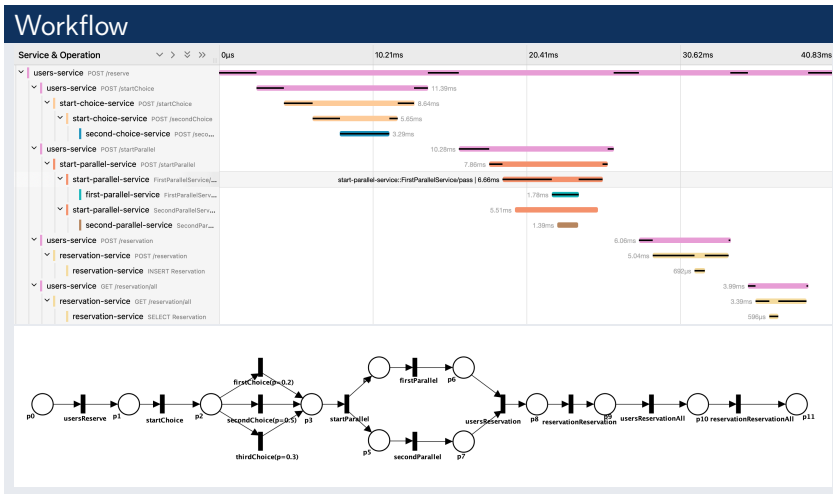 Workflow
Service & Operation 0µs 10.21ms 20.41ms 30.62ms 40.83ms
users-service POST /reserve
users-service POST /startChoice 11.39ms
start-choice-service POST /startChoice 8.64ms
start-choice-service POST /secondChoice 5.65ms
second-choice-service POST /seco... 3.29ms
users-service POST /startParallel 10.28ms
start-parallel-service POST /startParallel 7.86ms
start-parallel-service FirstParallelService/... start-parallel-service::FirstParallelService/pass | 6.66ms
first-parallel-service FirstParallelServ... 1.78ms
start-parallel-service SecondParallelServ... 5.51ms
second-parallel-service SecondPar... 1.39ms
users-service POST /reservation 6.06ms
reservation-service POST /reservation 5.04ms
reservation-service INSERT Reservation 692µs
users-service GET /reservation/all 3.99ms
reservation-service GET /reservation/all 3.39ms
reservation-service SELECT Reservation 596µs
firstChoice(p=0.2) firstParallel p6
p0 usersReserve p1 startChoice p2 secondChoice(p=0.5) p3 startParallel usersReservation p8 reservationReservation p9 usersReservationAll p10 reservationReservationAll p11
thirdChoice(p=0.3) p5 secondParallel p7